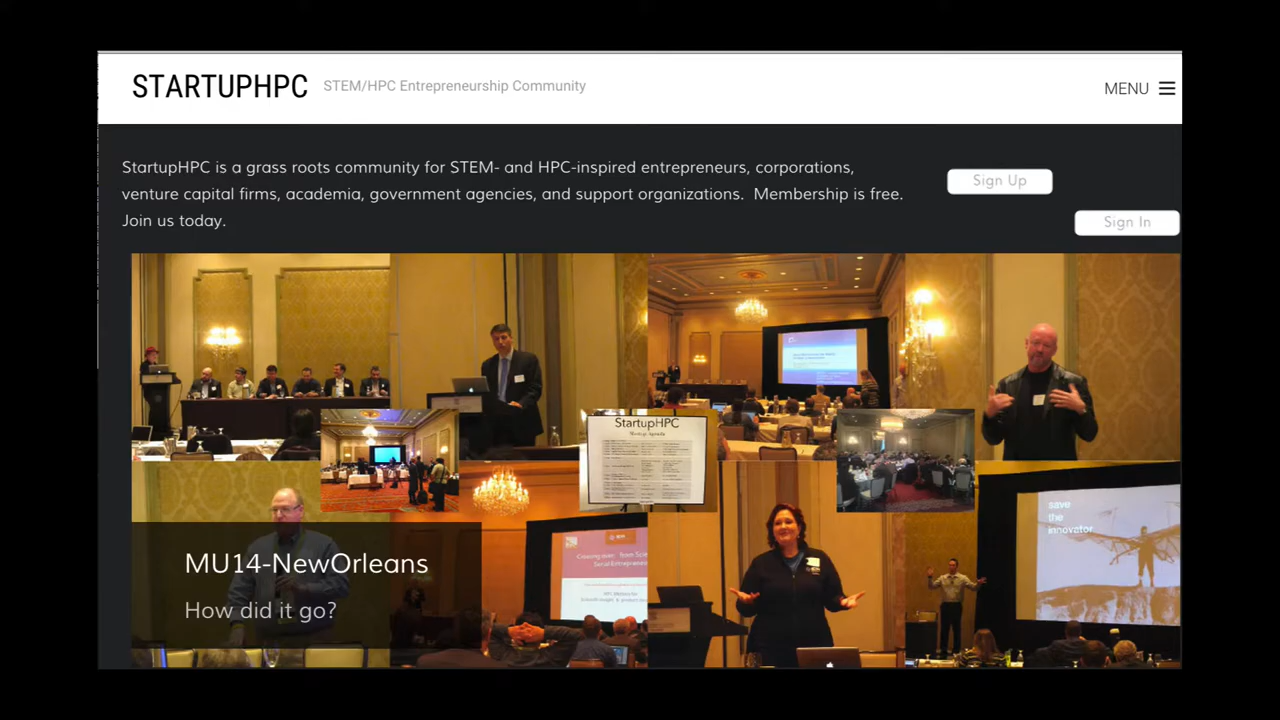 STARTUPHPC
STEM/HPC Entrepreneurship Community
MENU
StartupHPC is a grass roots community for STEM- and HPC-inspired entrepreneurs, corporations,
venture capital firms, academia, government agencies, and support organizations.  Membership is free.
Join us today.
Sign Up
Sign In
StartupHPC
save
the
innovator
MU14-NewOrleans
How did it go?